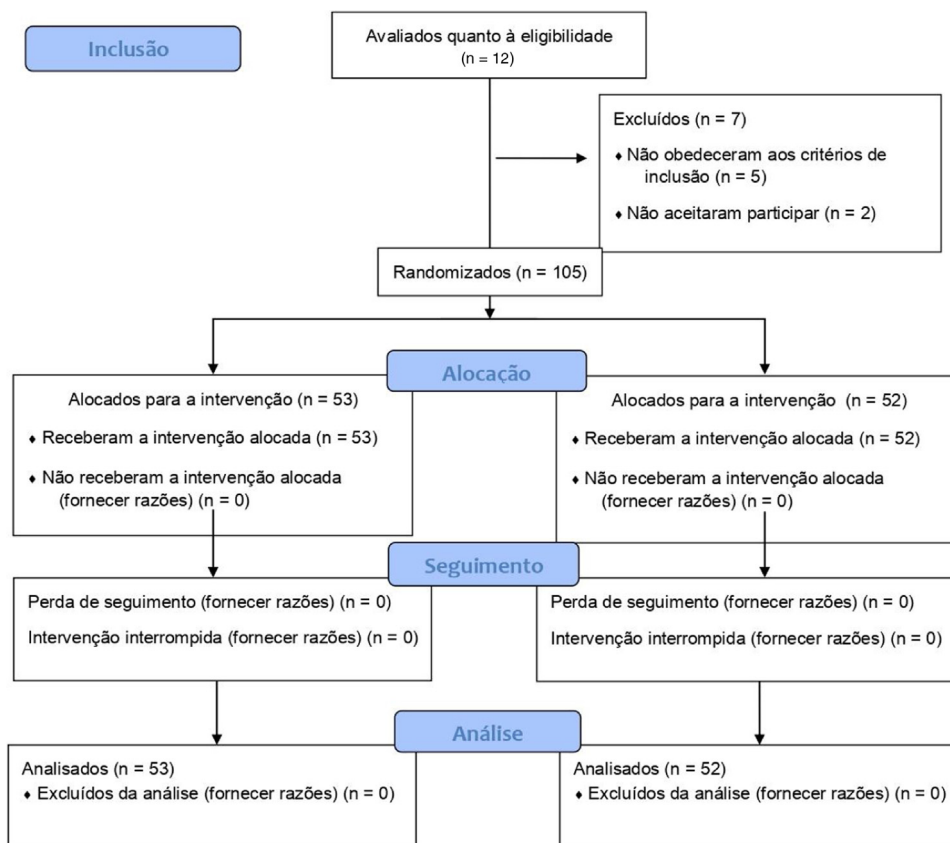 Inclusão
Avaliados quanto à eligibilidade
(n = 12)
Excluídos (n = 7)
♦ Não obedeceram aos critérios de
inclusão (n = 5)
♦ Não aceitaram participar (n = 2)
Randomizados (n = 105)
Alocação
Alocados para a intervenção (n = 53)
♦ Receberam a intervenção alocada (n = 53)
♦ Não receberam a intervenção alocada
(fornecer razões) (n = 0)
Alocados para a intervenção (n = 52)
♦ Receberam a intervenção alocada (n = 52)
♦ Não receberam a intervenção alocada
(fornecer razões) (n = 0)
Seguimento
Perda de seguimento (fornecer razões) (n = 0)
Intervenção interrompida (fornecer razões) (n = 0)
Perda de seguimento (fornecer razões) (n = 0)
Intervenção interrompida (fornecer razões) (n = 0)
Análise
Analisados (n = 53)
♦ Excluídos da análise (fornecer razões) (n = 0)
Analisados (n = 52)
♦ Excluídos da análise (fornecer razões) (n = 0)